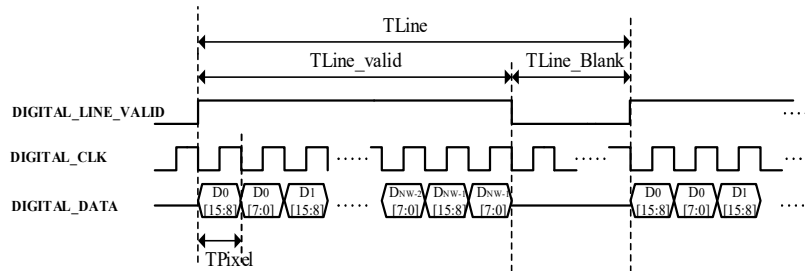 TLine
TLine_valid TLine_Blank
DIGITAL_LINE_VALID
DIGITAL_CLK
DIGITAL_DATA
D0 D0 D1 DNW-2 DNW-1 DNW-1 D0 D0 D1
[15:8] [7:0] [15:8] [7:0] [15:8] [7:0] [15:8] [7:0] [15:8]
TPixel